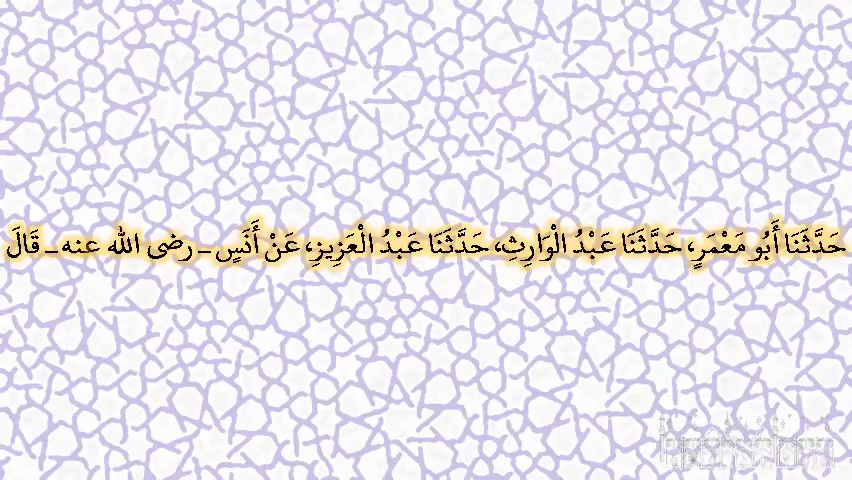 حَدَّثَنَا أَبُو مَعْمَرٍ، حَدَّثَنَا عَبْدُ الْوَارِثِ، حَدَّثَنَا عَبْدُ الْعَزِيزِ، عَنْ أَنَسٍ ـ رضى الله عنه ـ قَالَ